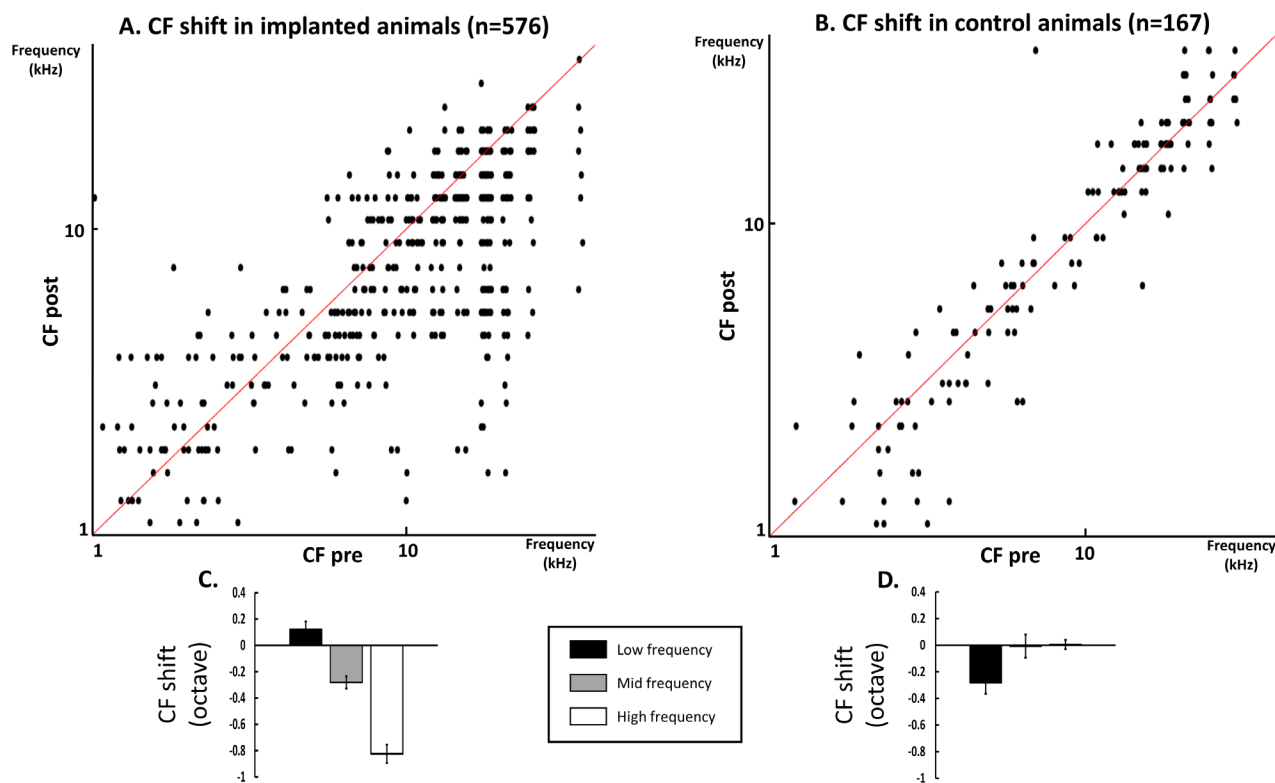 A. CF shift in implanted animals (n=576)
Frequency
(kHz)
10
CF post
1
1
CF pre
10
Frequency
(kHz)
B. CF shift in control animals (n=167)
Frequency
(kHz)
10
CF post
1
1
CF pre
10
Frequency
(kHz)
C.
0.4
0.2
0
-0.2
-0.4
-0.6
-0.8
-1
CF shift
(octave)
Low frequency
Mid frequency
High frequency
D.
0.4
0.2
0
-0.2
-0.4
-0.6
-0.8
-1
CF shift
(octave)